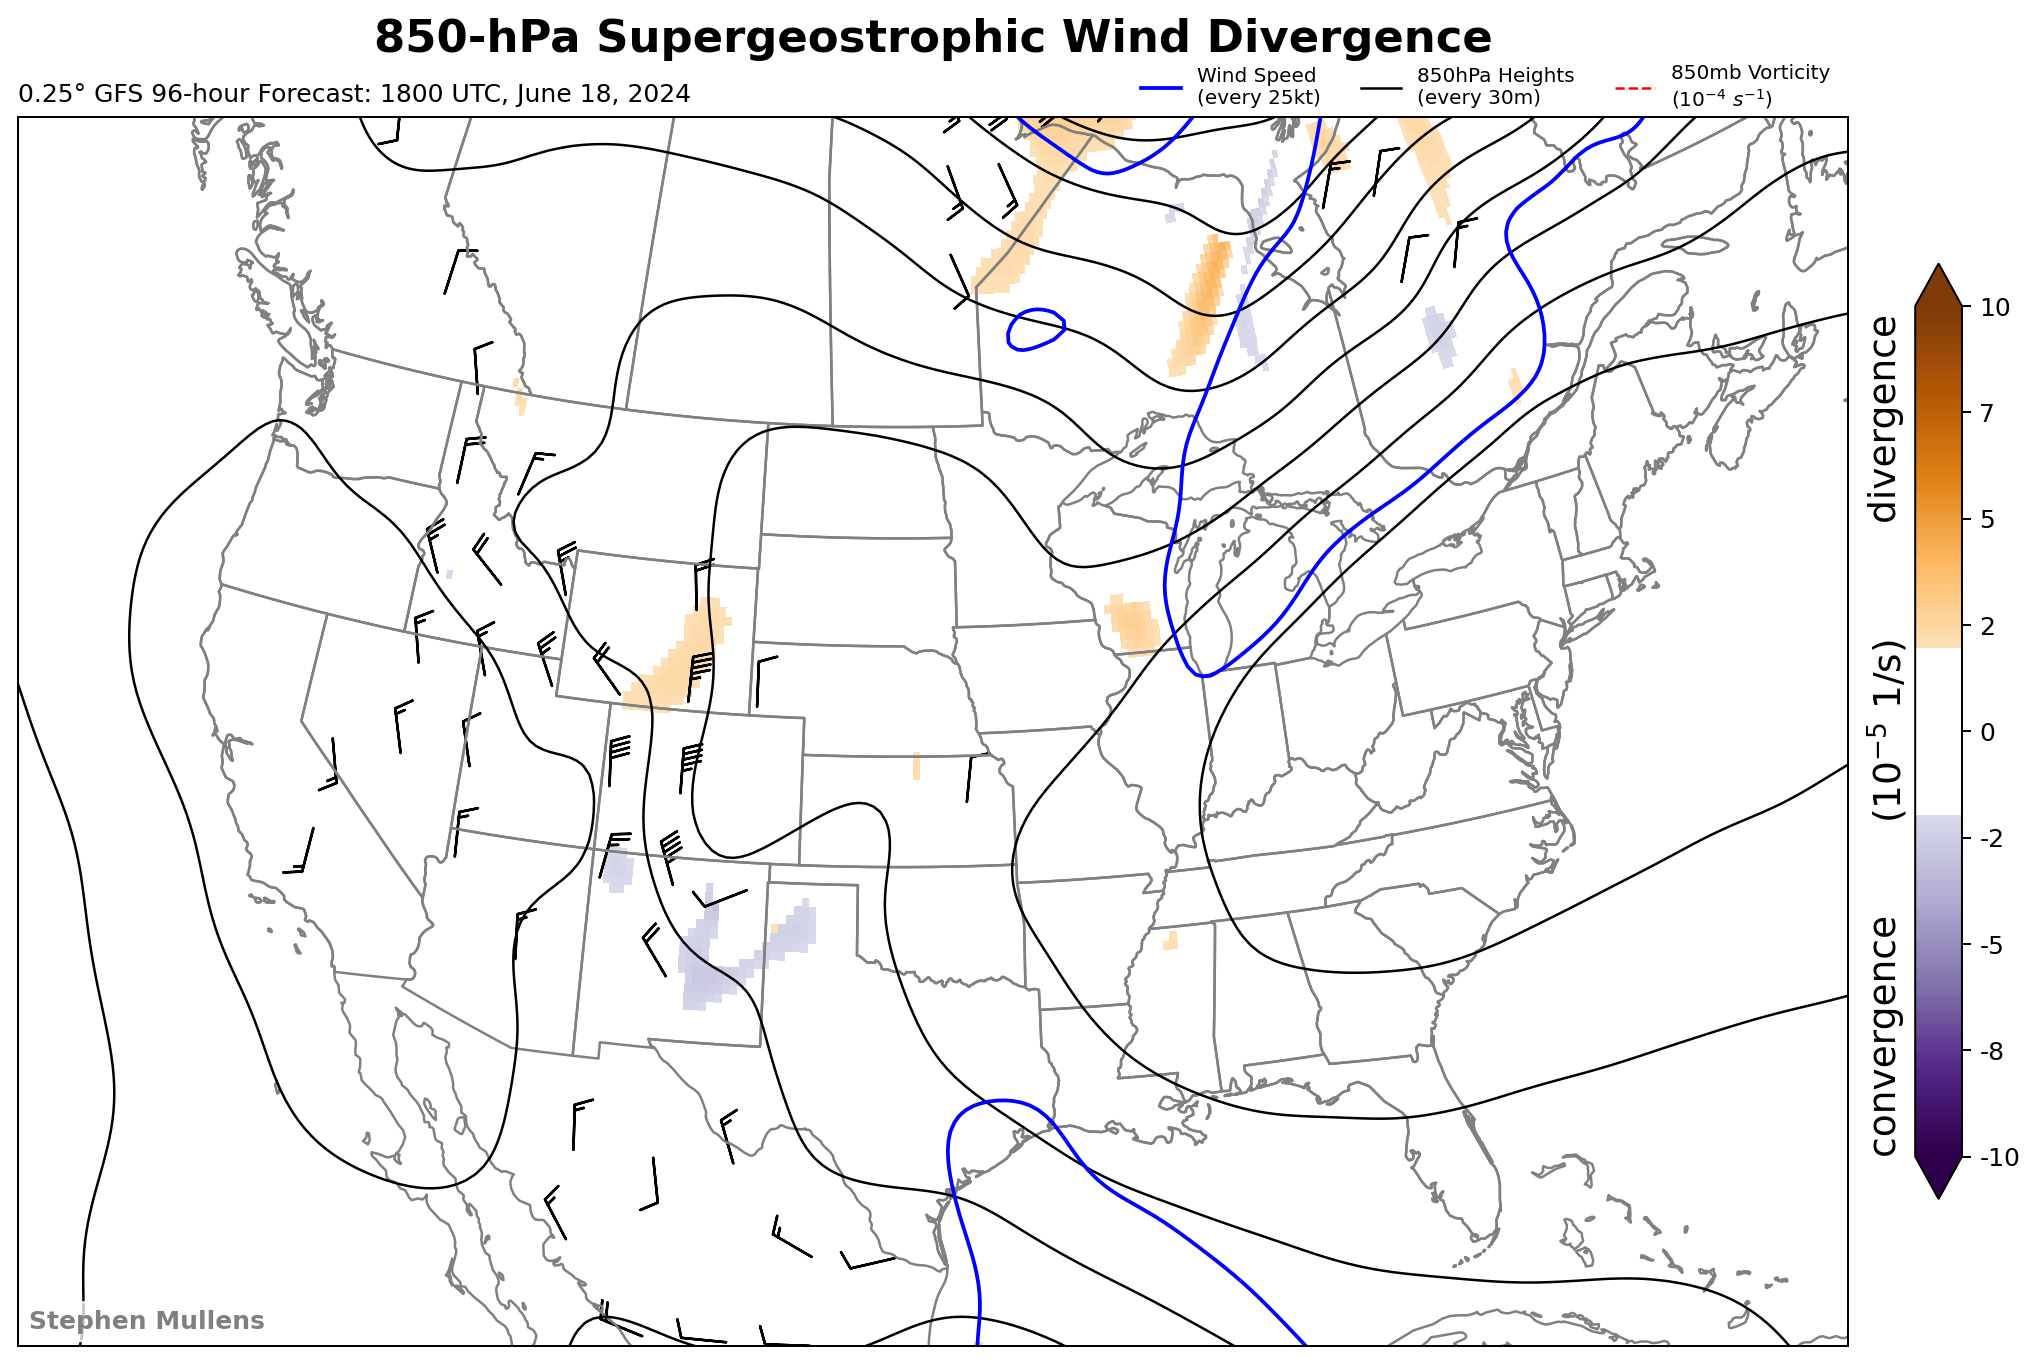 850-hPa Supergeostrophic Wind Divergence
0.25° GFS 96-hour Forecast: 1800 UTC, June 18, 2024
Wind Speed
(every 25kt)
850hPa Heights
(every 30m)
850mb Vorticity
(10⁻⁴ s⁻¹)
10
7
5
2
0
-2
-5
-8
-10
convergence (10⁻⁵ 1/s) divergence
Stephen Mullens